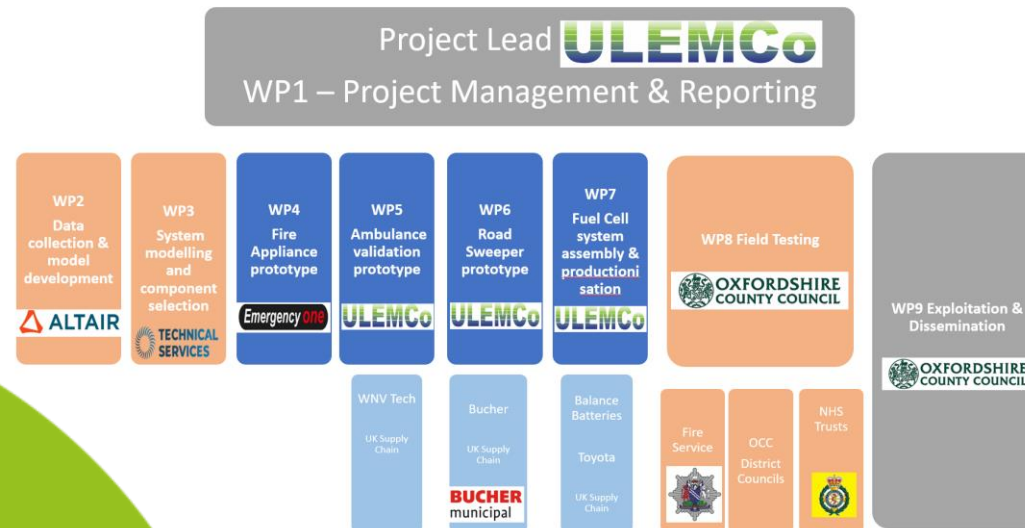 Project Lead ULEMCo
WP1 – Project Management & Reporting
WP2
Data
collection &
model
development
ALTAIR
WP3
System
modelling
and
component
selection
TECHNICAL
SERVICES
WP4
Fire
Appliance
prototype
Emergency one
WP5
Ambulance
validation
prototype
ULEMCo
WP6
Road
Sweeper
prototype
ULEMCo
WP7
Fuel Cell
system
assembly &
productioni
sation
ULEMCo
WP8 Field Testing
OXFORDSHIRE
COUNTY COUNCIL
WP9 Exploitation &
Dissemination
OXFORDSHIRE
COUNTY COUNCIL
WNV Tech
UK Supply
Chain
Bucher
UK Supply
Chain
BUCHER
municipal
Balance
Batteries
Toyota
UK Supply
Chain
Fire
Service
OCC
District
Councils
NHS
Trusts